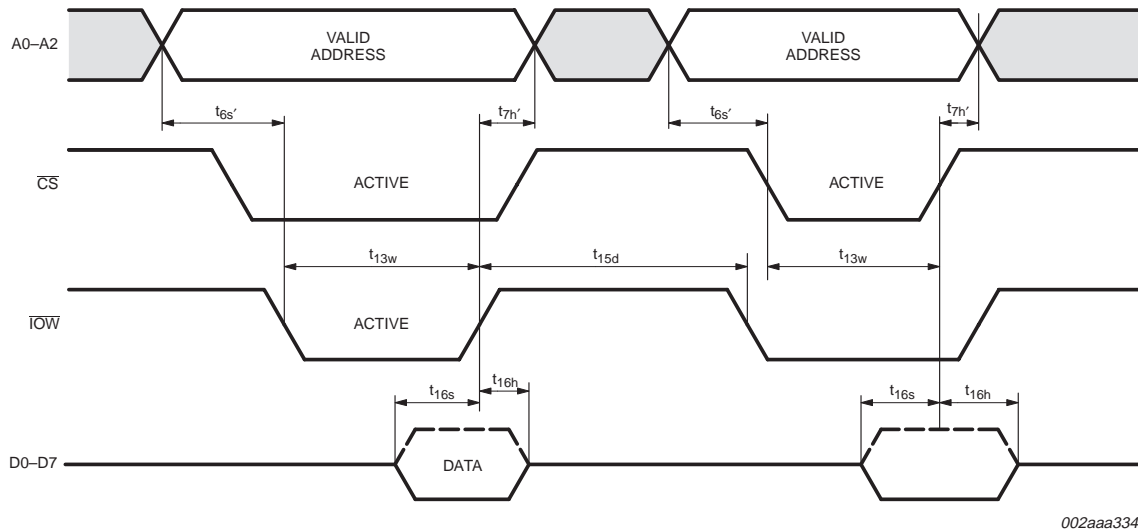 A0–A2
VALID
ADDRESS
VALID
ADDRESS
t6s′
t7h′
t6s′
t7h′
CS
ACTIVE
ACTIVE
t13w
t15d
t13w
IOW
ACTIVE
t16s
t16h
t16s
t16h
D0–D7
DATA
002aaa334